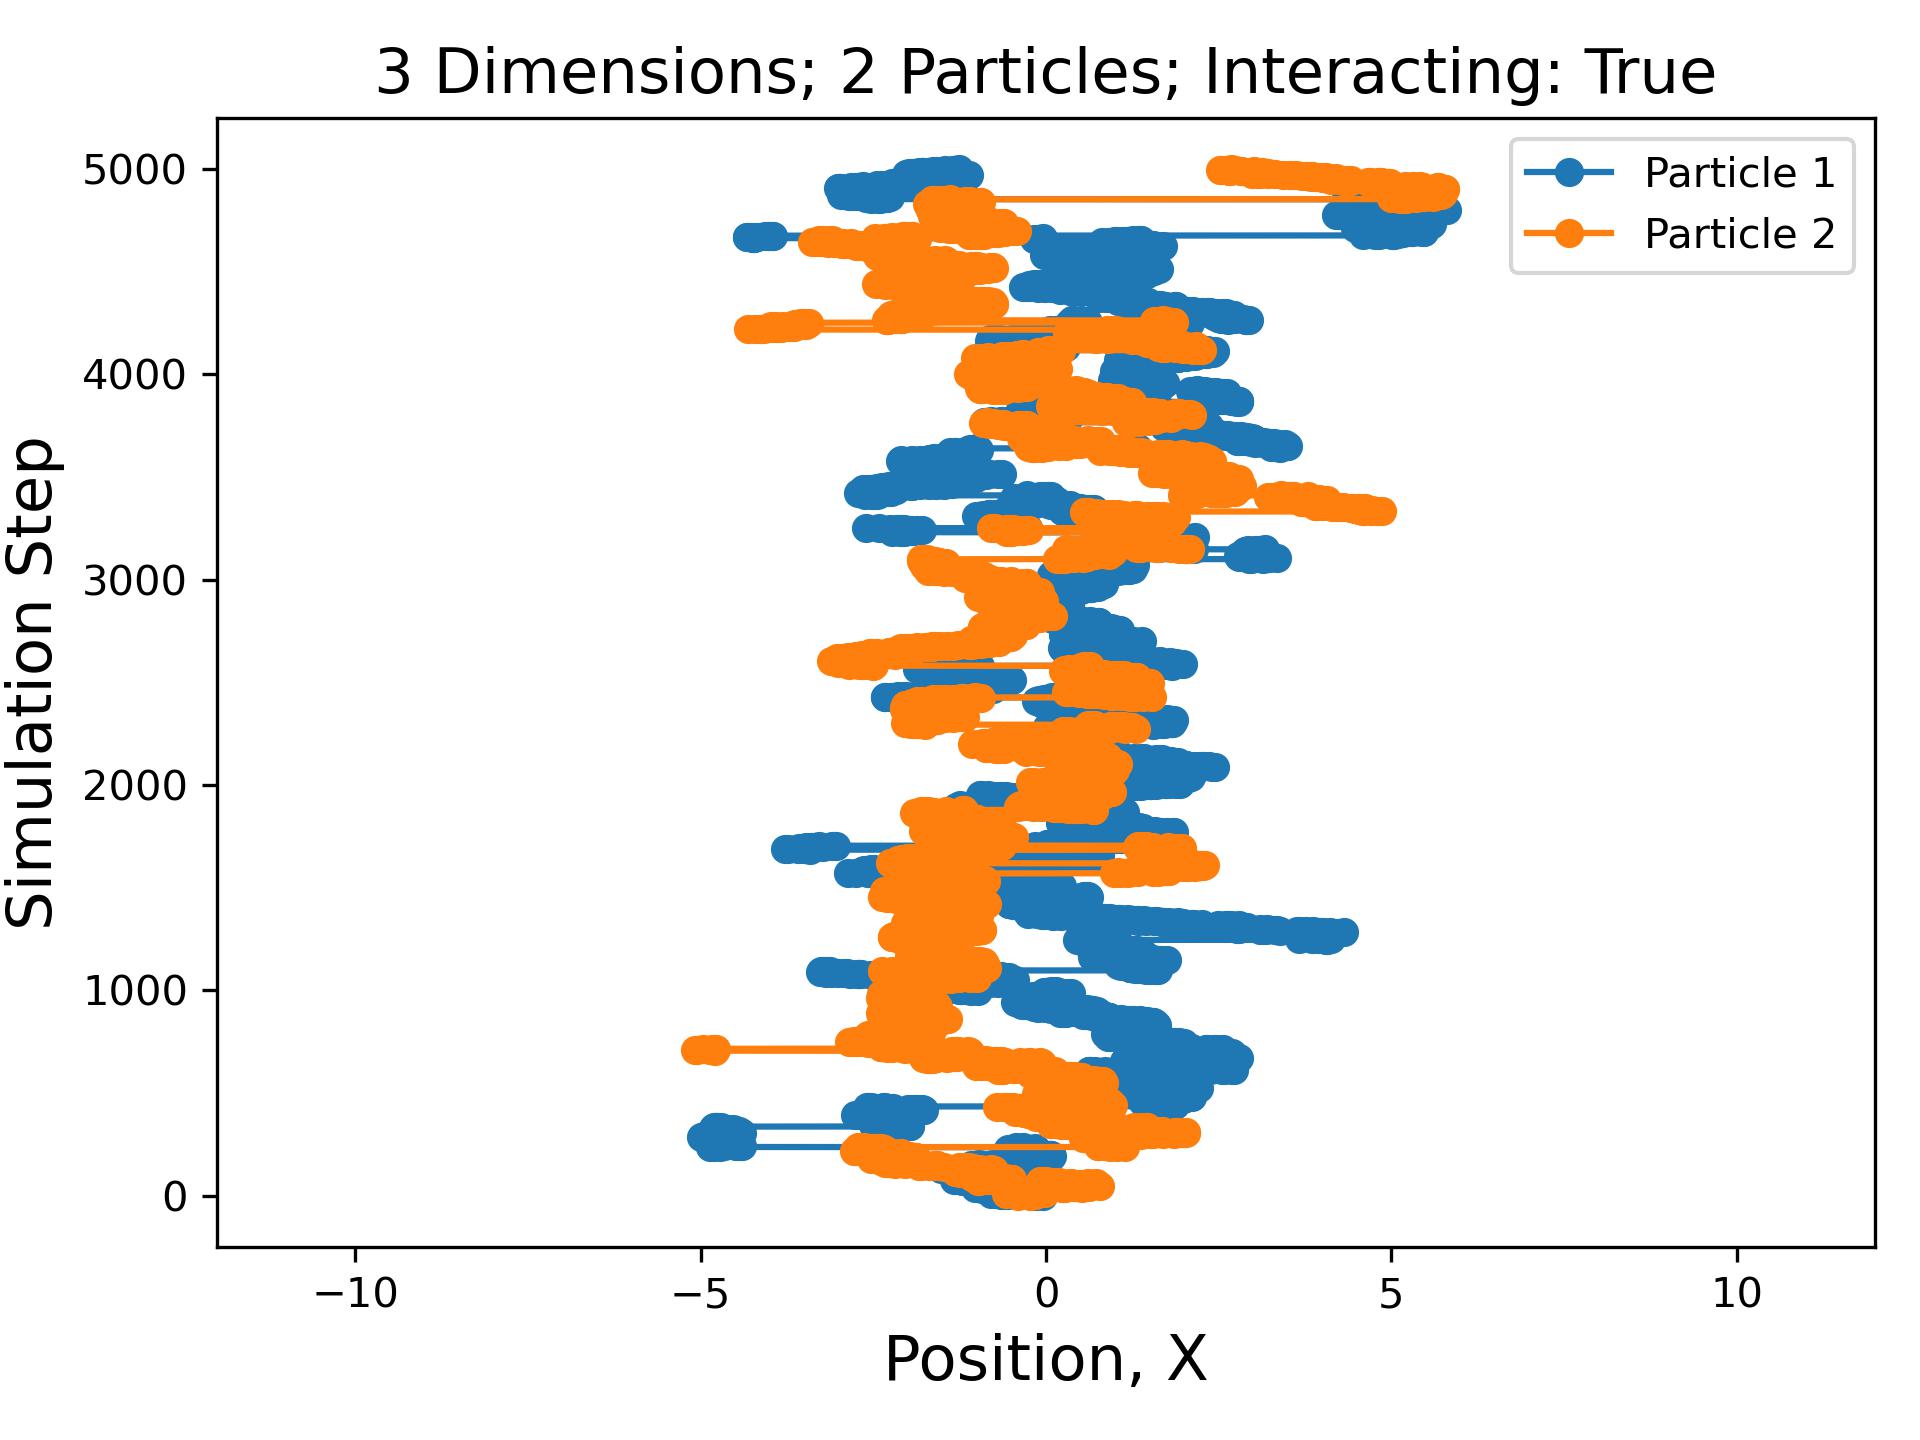 3 Dimensions; 2 Particles; Interacting: True
Particle 1
Particle 2
Simulation Step
5000
4000
3000
2000
1000
0
−10
−5
0
5
10
Position, X